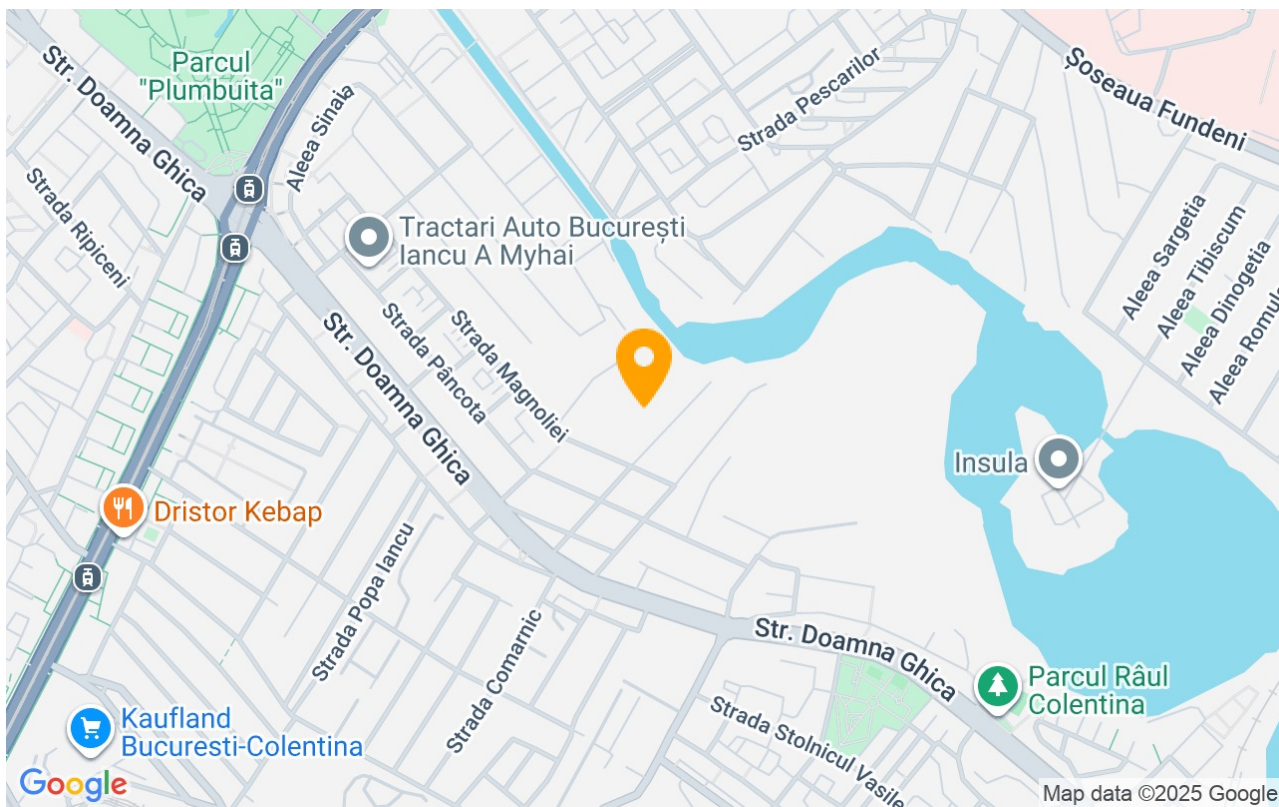 Parcul
"Plumbuita"
Str. Doamna Ghica
Aleea Sinaia
Strada Pescarilor
Șoseaua Fundeni
Strada Ripiceni
Tractari Auto București
Iancu A Myhai
Aleea Sargetia
Aleea Tibiscum
Aleea Dinogetia
Aleea Romul
Strada Pâncota
Strada Magnoliei
Str. Doamna Ghica
Insula
Dristor Kebap
Strada Popa Iancu
Strada Comarnic
Str. Doamna Ghica
Parcul Râul
Colentina
Strada Stolnicul Vasile
Kaufland
Bucuresti-Colentina
Google
Map data ©2025 Google